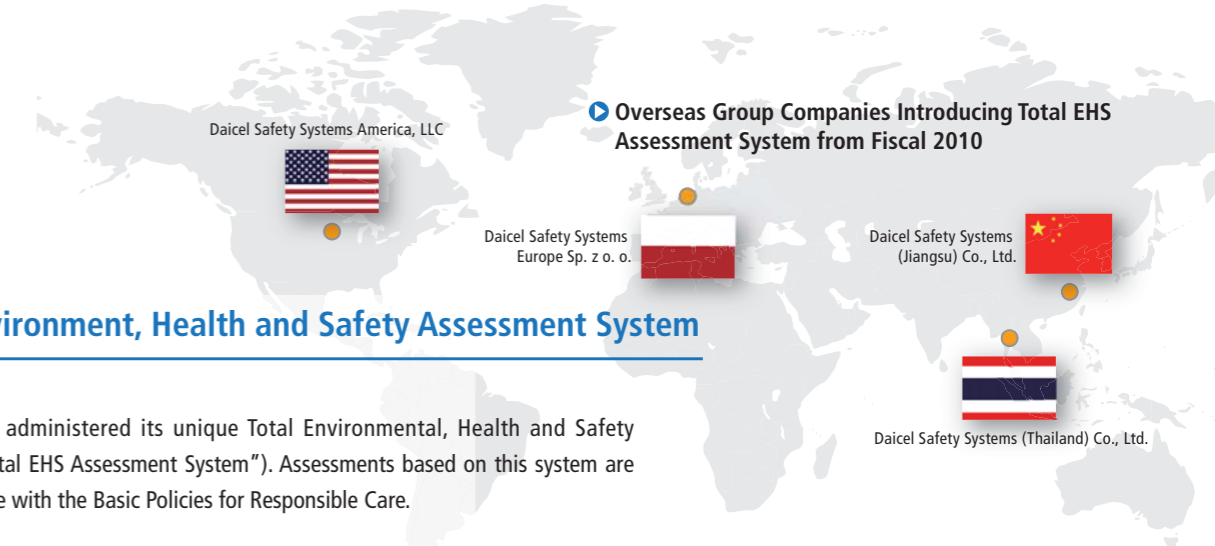 Overseas Group Companies Introducing Total EHS
Assessment System from Fiscal 2010
Daicel Safety Systems America, LLC
Daicel Safety Systems
Europe Sp. z o. o.
Daicel Safety Systems
(Jiangsu) Co., Ltd.
Daicel Safety Systems (Thailand) Co., Ltd.
vironment, Health and Safety Assessment System
administered its unique Total Environmental, Health and Safety
tal EHS Assessment System”). Assessments based on this system are
e with the Basic Policies for Responsible Care.